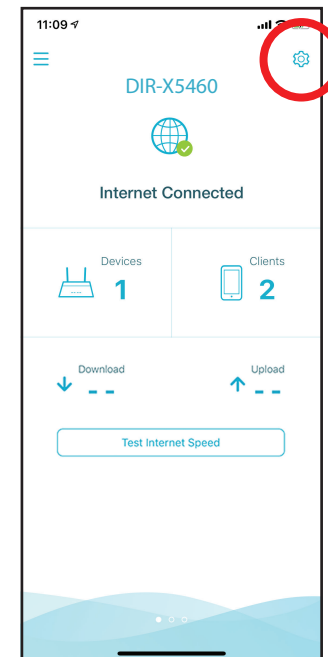 11:09
DIR-X5460
Internet Connected
Devices
1
Clients
2
Download
- -
Upload
- -
Test Internet Speed